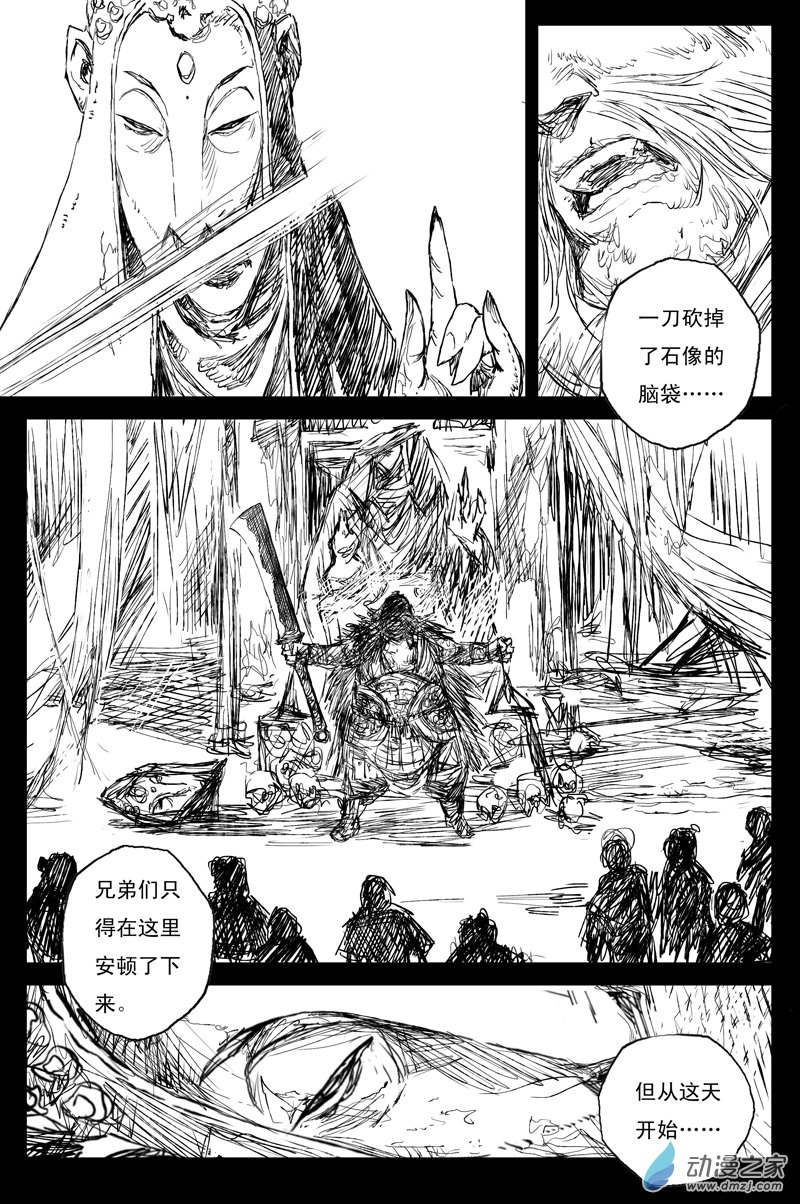 一刀砍掉
了石像的
脑袋……
兄弟们只
得在这里
安顿了下
来。
但从这天
开始……
动漫之家
www.dmzj.com